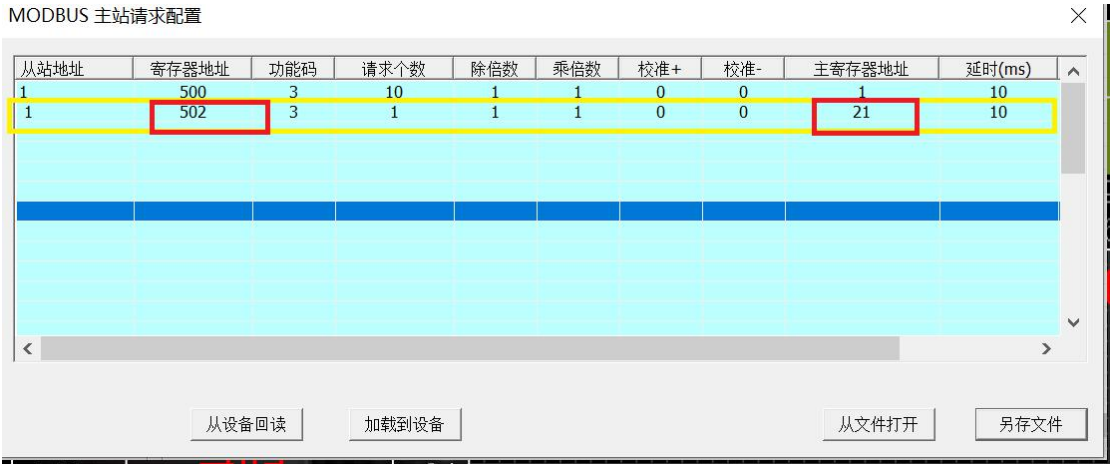 MODBUS 主站请求配置
从站地址 寄存器地址 功能码 请求个数 除倍数 乘倍数 校准+ 校准- 主寄存器地址 延时(ms)
1 500 3 10 1 1 0 0 1 10
1 502 3 1 1 1 0 0 21 10
从设备回读 加载到设备 从文件打开 另存文件